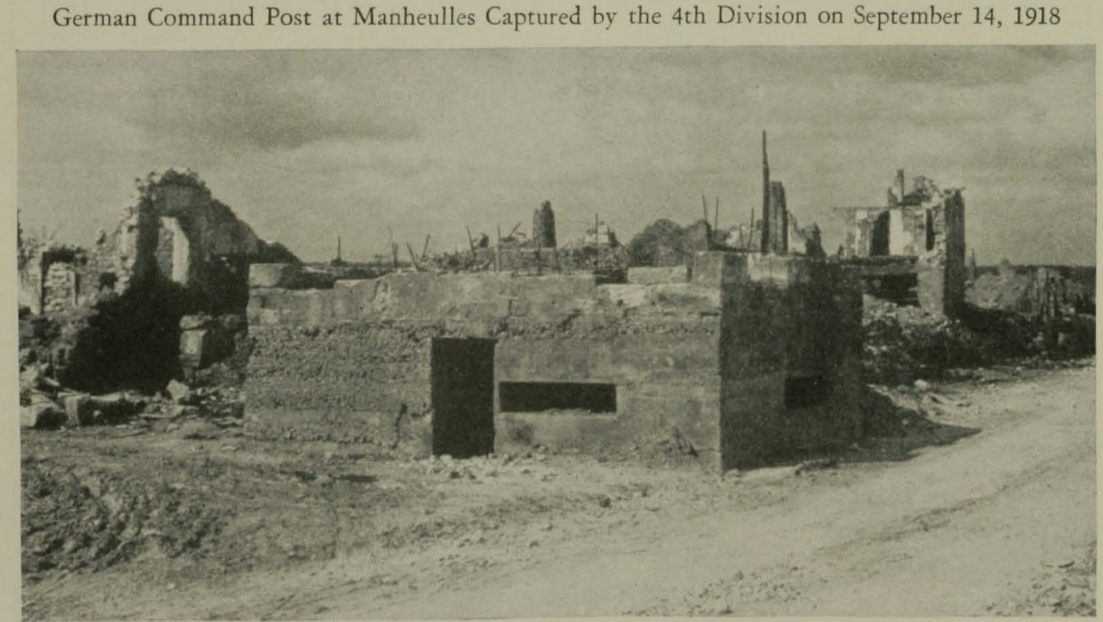 German Command Post at Manheulles Captured by the 4th Division on September 14, 1918